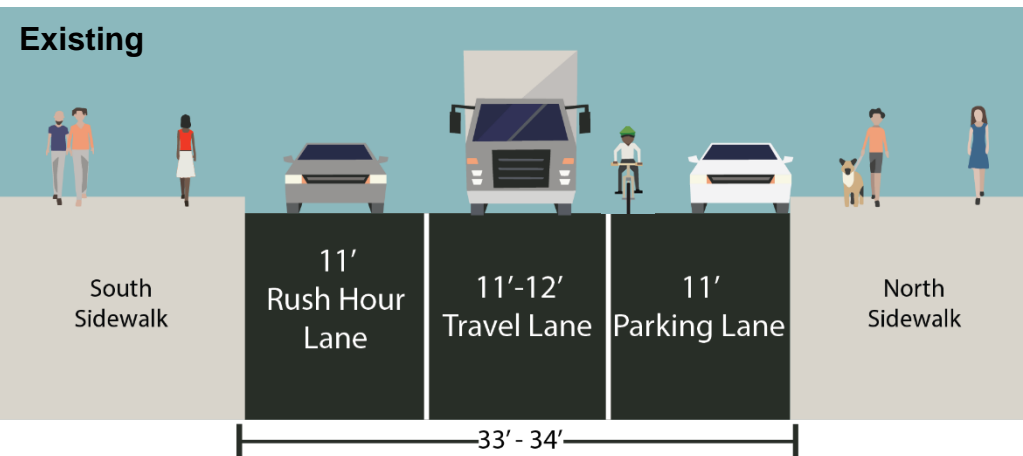 Existing
South
Sidewalk
11′
Rush Hour
Lane
11′-12′
Travel Lane
11′
Parking Lane
North
Sidewalk
33′ - 34′